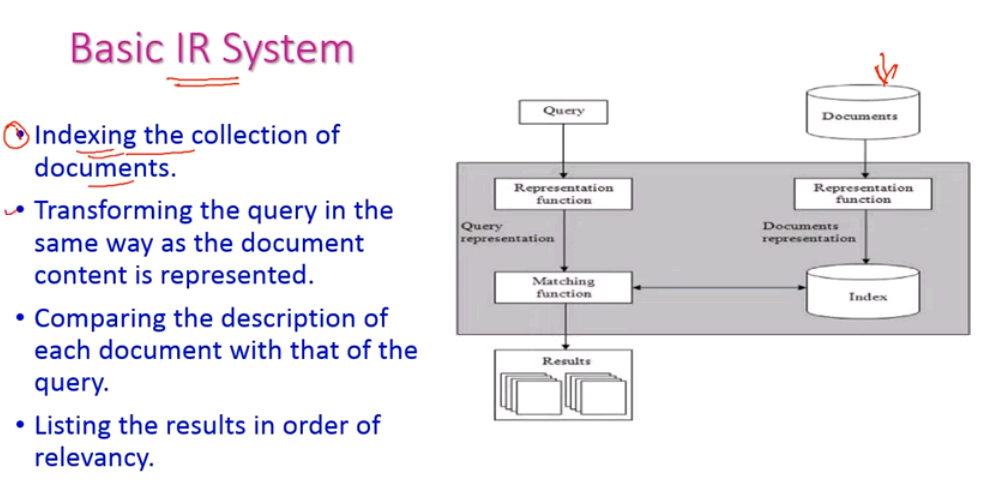 Basic IR System
• Indexing the collection of
documents.
• Transforming the query in the
same way as the document
content is represented.
• Comparing the description of
each document with that of the
query.
• Listing the results in order of
relevancy.
Query
Documents
Representation
function
Representation
function
Query
representation
Documents
representation
Matching
function
Index
Results